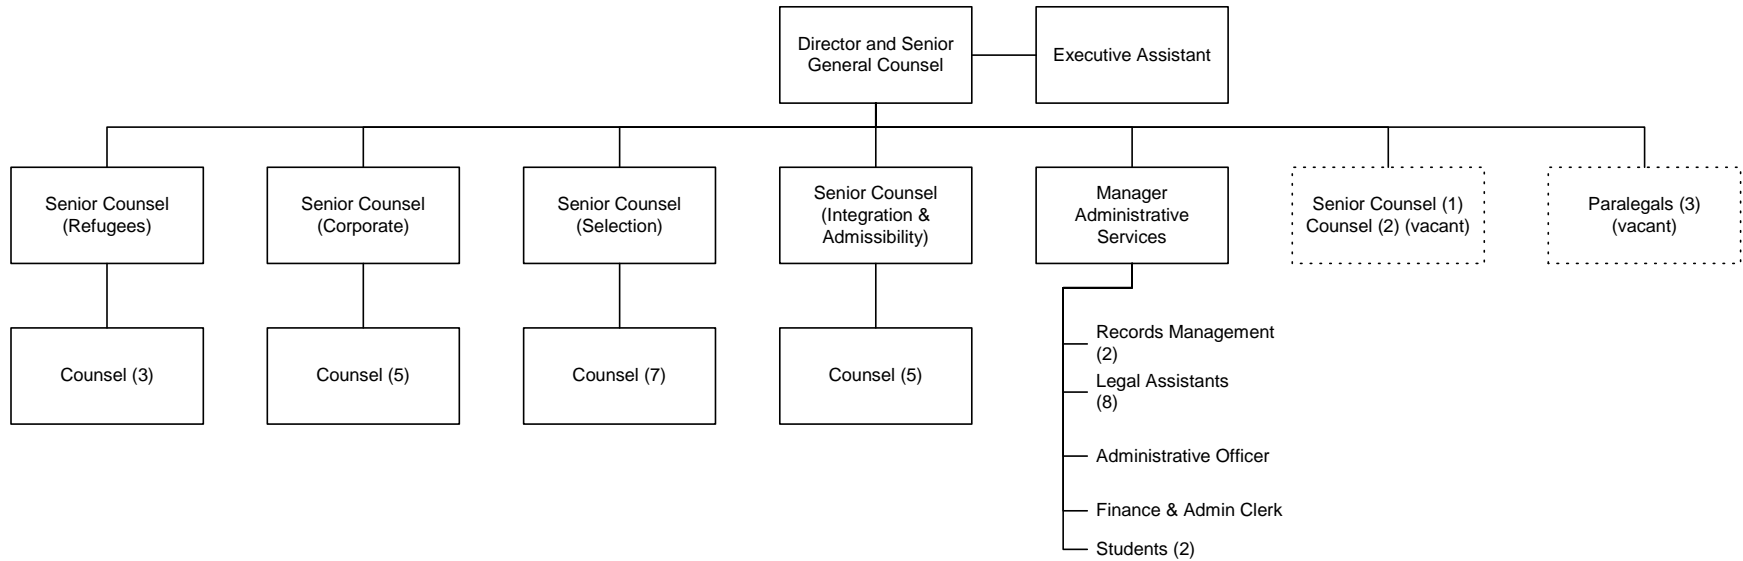 Director and Senior
General Counsel
Executive Assistant
Senior Counsel
(Refugees)
Senior Counsel
(Corporate)
Senior Counsel
(Selection)
Senior Counsel
(Integration &
Admissibility)
Manager
Administrative
Services
Senior Counsel (1)
Counsel (2) (vacant)
Paralegals (3)
(vacant)
Counsel (3)
Counsel (5)
Counsel (7)
Counsel (5)
Records Management
(2)
Legal Assistants
(8)
Administrative Officer
Finance & Admin Clerk
Students (2)